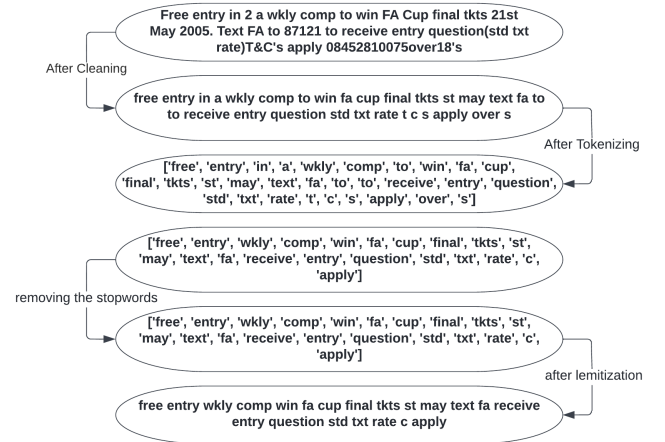 Free entry in 2 a wkly comp to win FA Cup final tkts 21st
May 2005. Text FA to 87121 to receive entry question(std txt
rate)T&C's apply 08452810075over18's
After Cleaning
free entry in a wkly comp to win fa cup final tkts st may text fa to
to receive entry question std txt rate t c s apply over s
After Tokenizing
['free', 'entry', 'in', 'a', 'wkly', 'comp', 'to', 'win', 'fa', 'cup',
'final', 'tkts', 'st', 'may', 'text', 'fa', 'to', 'to', 'receive', 'entry', 'question',
'std', 'txt', 'rate', 't', 'c', 's', 'apply', 'over', 's']
['free', 'entry', 'wkly', 'comp', 'win', 'fa', 'cup', 'final', 'tkts', 'st',
'may', 'text', 'fa', 'receive', 'entry', 'question', 'std', 'txt', 'rate', 'c',
'apply']
removing the stopwords
['free', 'entry', 'wkly', 'comp', 'win', 'fa', 'cup', 'final', 'tkts', 'st',
'may', 'text', 'fa', 'receive', 'entry', 'question', 'std', 'txt', 'rate', 'c',
'apply']
after lemitization
free entry wkly comp win fa cup final tkts st may text fa receive
entry question std txt rate c apply